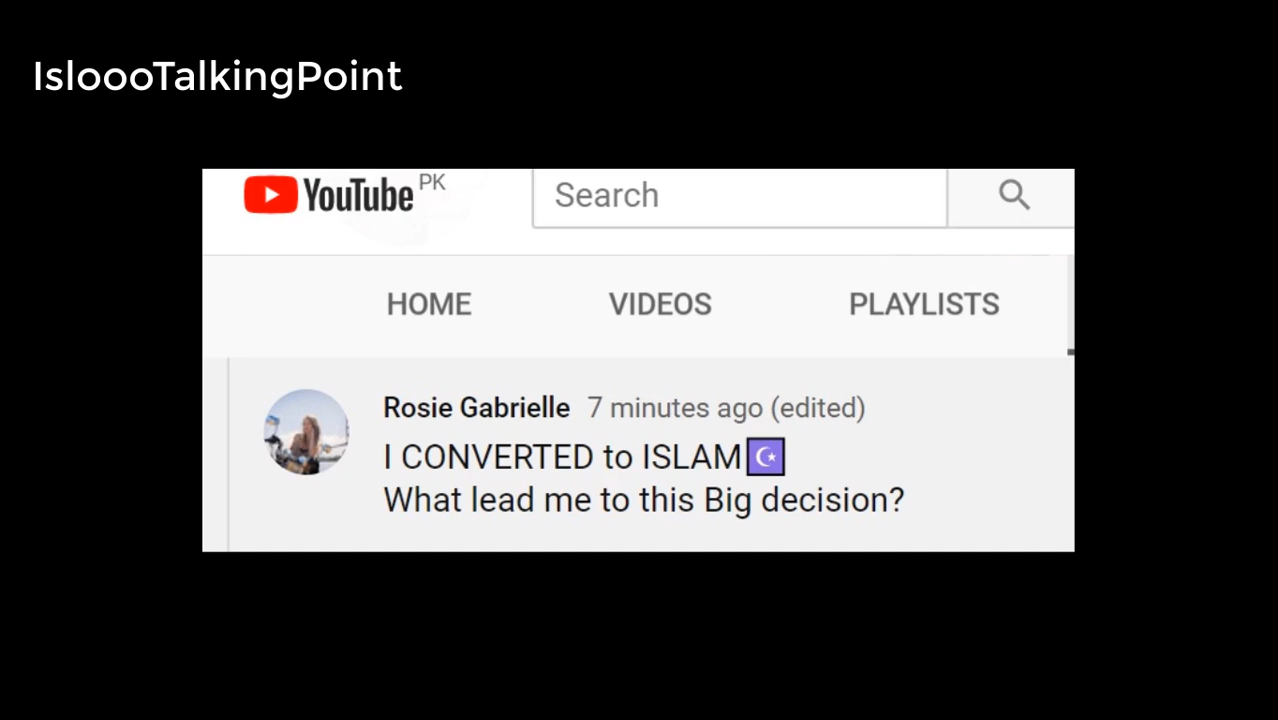 IsloooTalkingPoint
YouTube PK
Search
HOME VIDEOS PLAYLISTS
Rosie Gabrielle 7 minutes ago (edited)
I CONVERTED to ISLAM☪
What lead me to this Big decision?